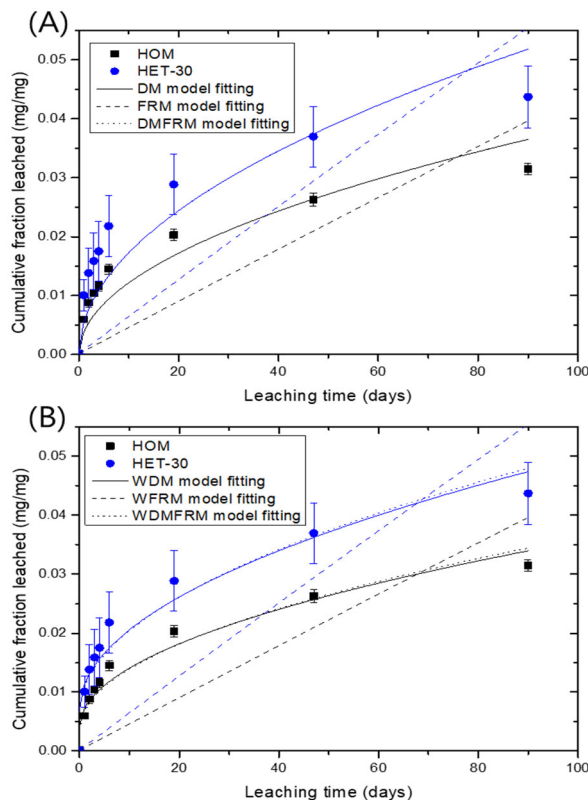 (A)
0.05
0.04
0.03
0.02
0.01
0.00
Cumulative fraction leached (mg/mg)
HOM
HET-30
DM model fitting
FRM model fitting
DMFRM model fitting
0 20 40 60 80 100
Leaching time (days)
(B)
0.05
0.04
0.03
0.02
0.01
0.00
Cumulative fraction leached (mg/mg)
HOM
HET-30
WDM model fitting
WFRM model fitting
WDMFRM model fitting
0 20 40 60 80 100
Leaching time (days)